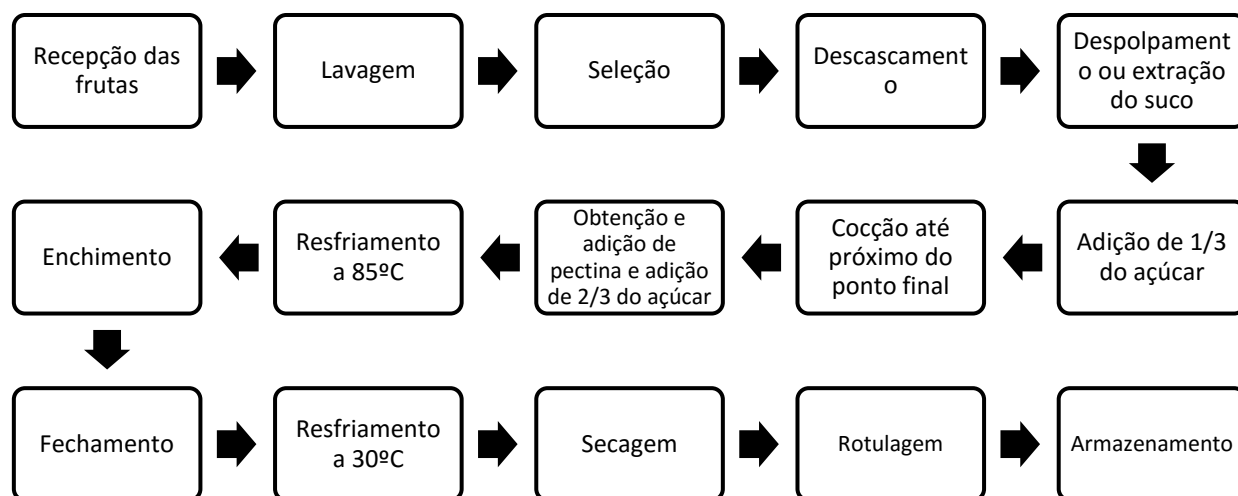 Recepção das
frutas
Lavagem
Seleção
Descascament
o
Despolpament
o ou extração
do suco
Adição de 1/3
do açúcar
Cocção até
próximo do
ponto final
Obtenção e
adição de
pectina e adição
de 2/3 do açúcar
Resfriamento
a 85ºC
Enchimento
Fechamento
Resfriamento
a 30ºC
Secagem
Rotulagem
Armazenamento